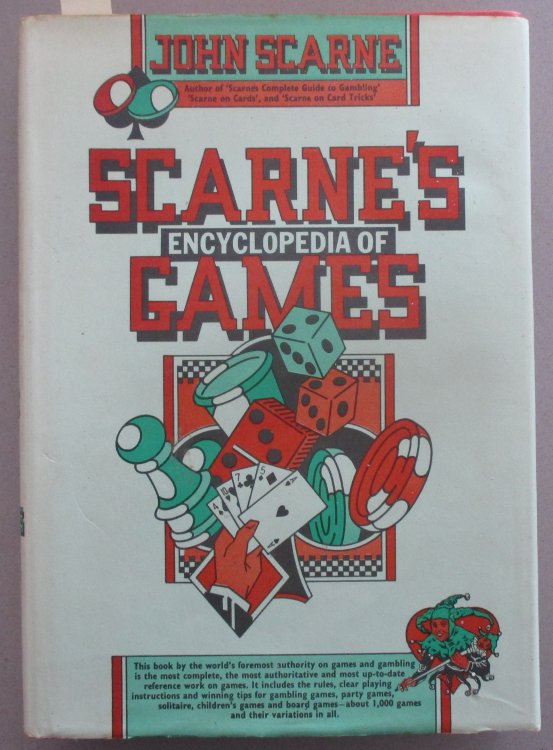 JOHN SCARNE
Author of 'Scarne's Complete Guide to Gambling'
'Scarne on Cards', and 'Scarne on Card Tricks'
SCARNE'S
ENCYCLOPEDIA OF
GAMES
4
10
7
5
A
A
This book by the world's foremost authority on games and gambling
is the most complete, the most authoritative and most up-to-date
reference work on games. It includes the rules, clear playing
instructions and winning tips for gambling games, party games,
solitaire, children's games and board games—about 1,000 games
and their variations in all.